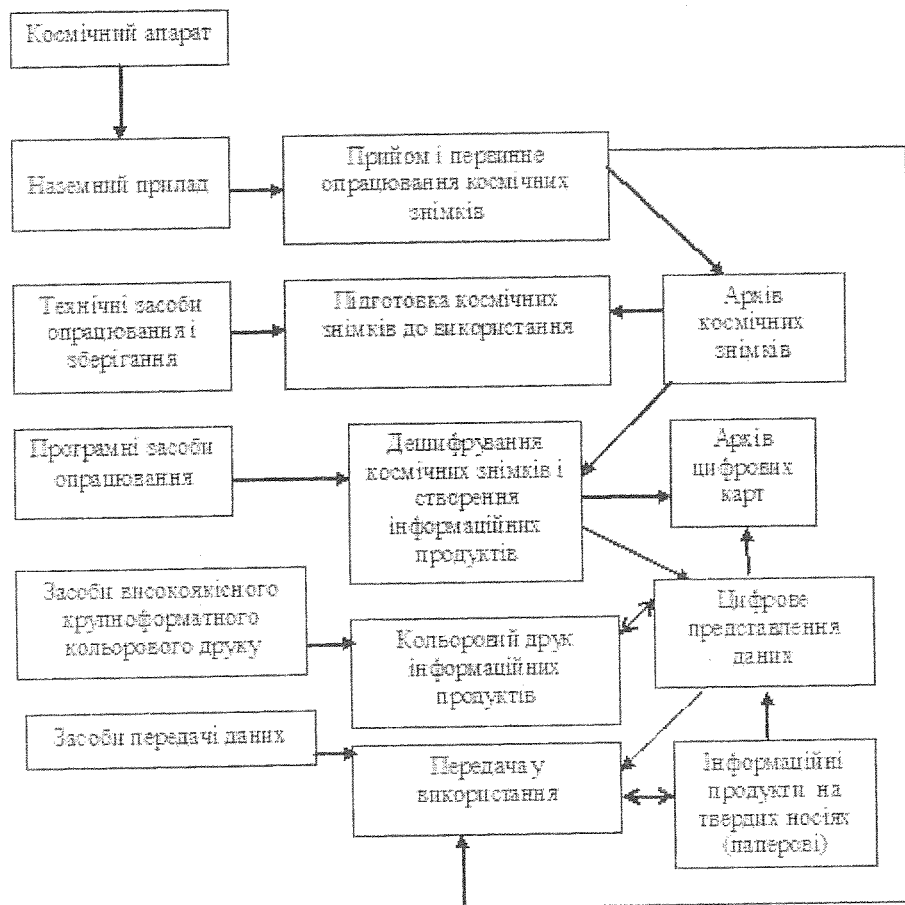 Космічний апарат
Наземний прилад
Прийом і первинне
опрацювання космічних
знімків
Технічні засоби
опрацювання і
зберігання
Підготовка космічних
знімків до використання
Архів
космічних
знімків
Програмні засоби
опрацювання
Дешифрування
космічних знімків і
створення
інформаційних
продуктів
Архів
цифрових
карт
Засоби високоякісного
крупноформатного
кольорового друку
Кольоровий друк
інформаційних
продуктів
Цифрове
представлення
даних
Засоби передачі даних
Передача у
використання
Інформаційні
продукти на
твердих носіях
(паперові)